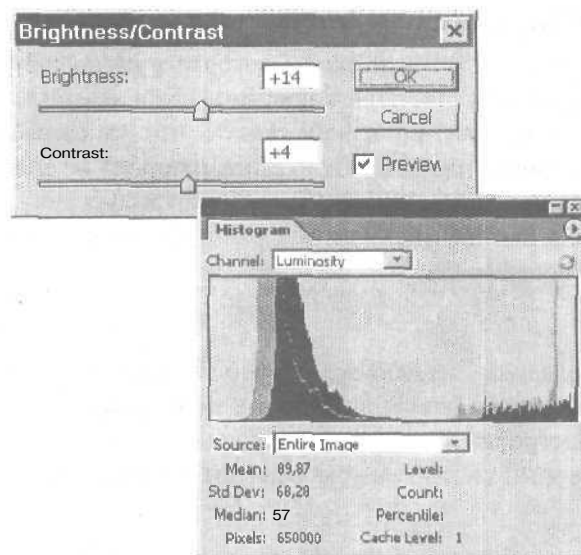 Brightness/Contrast
Brightness: +14
OK
Cancel
Contrast: +4
Preview
Histogram
Channel: Luminosity
Source: Entire Image
Mean: 89,87 Level:
Std Dev: 68,28 Count:
Median: 57 Percentile:
Pixels: 650000 Cache Level: 1